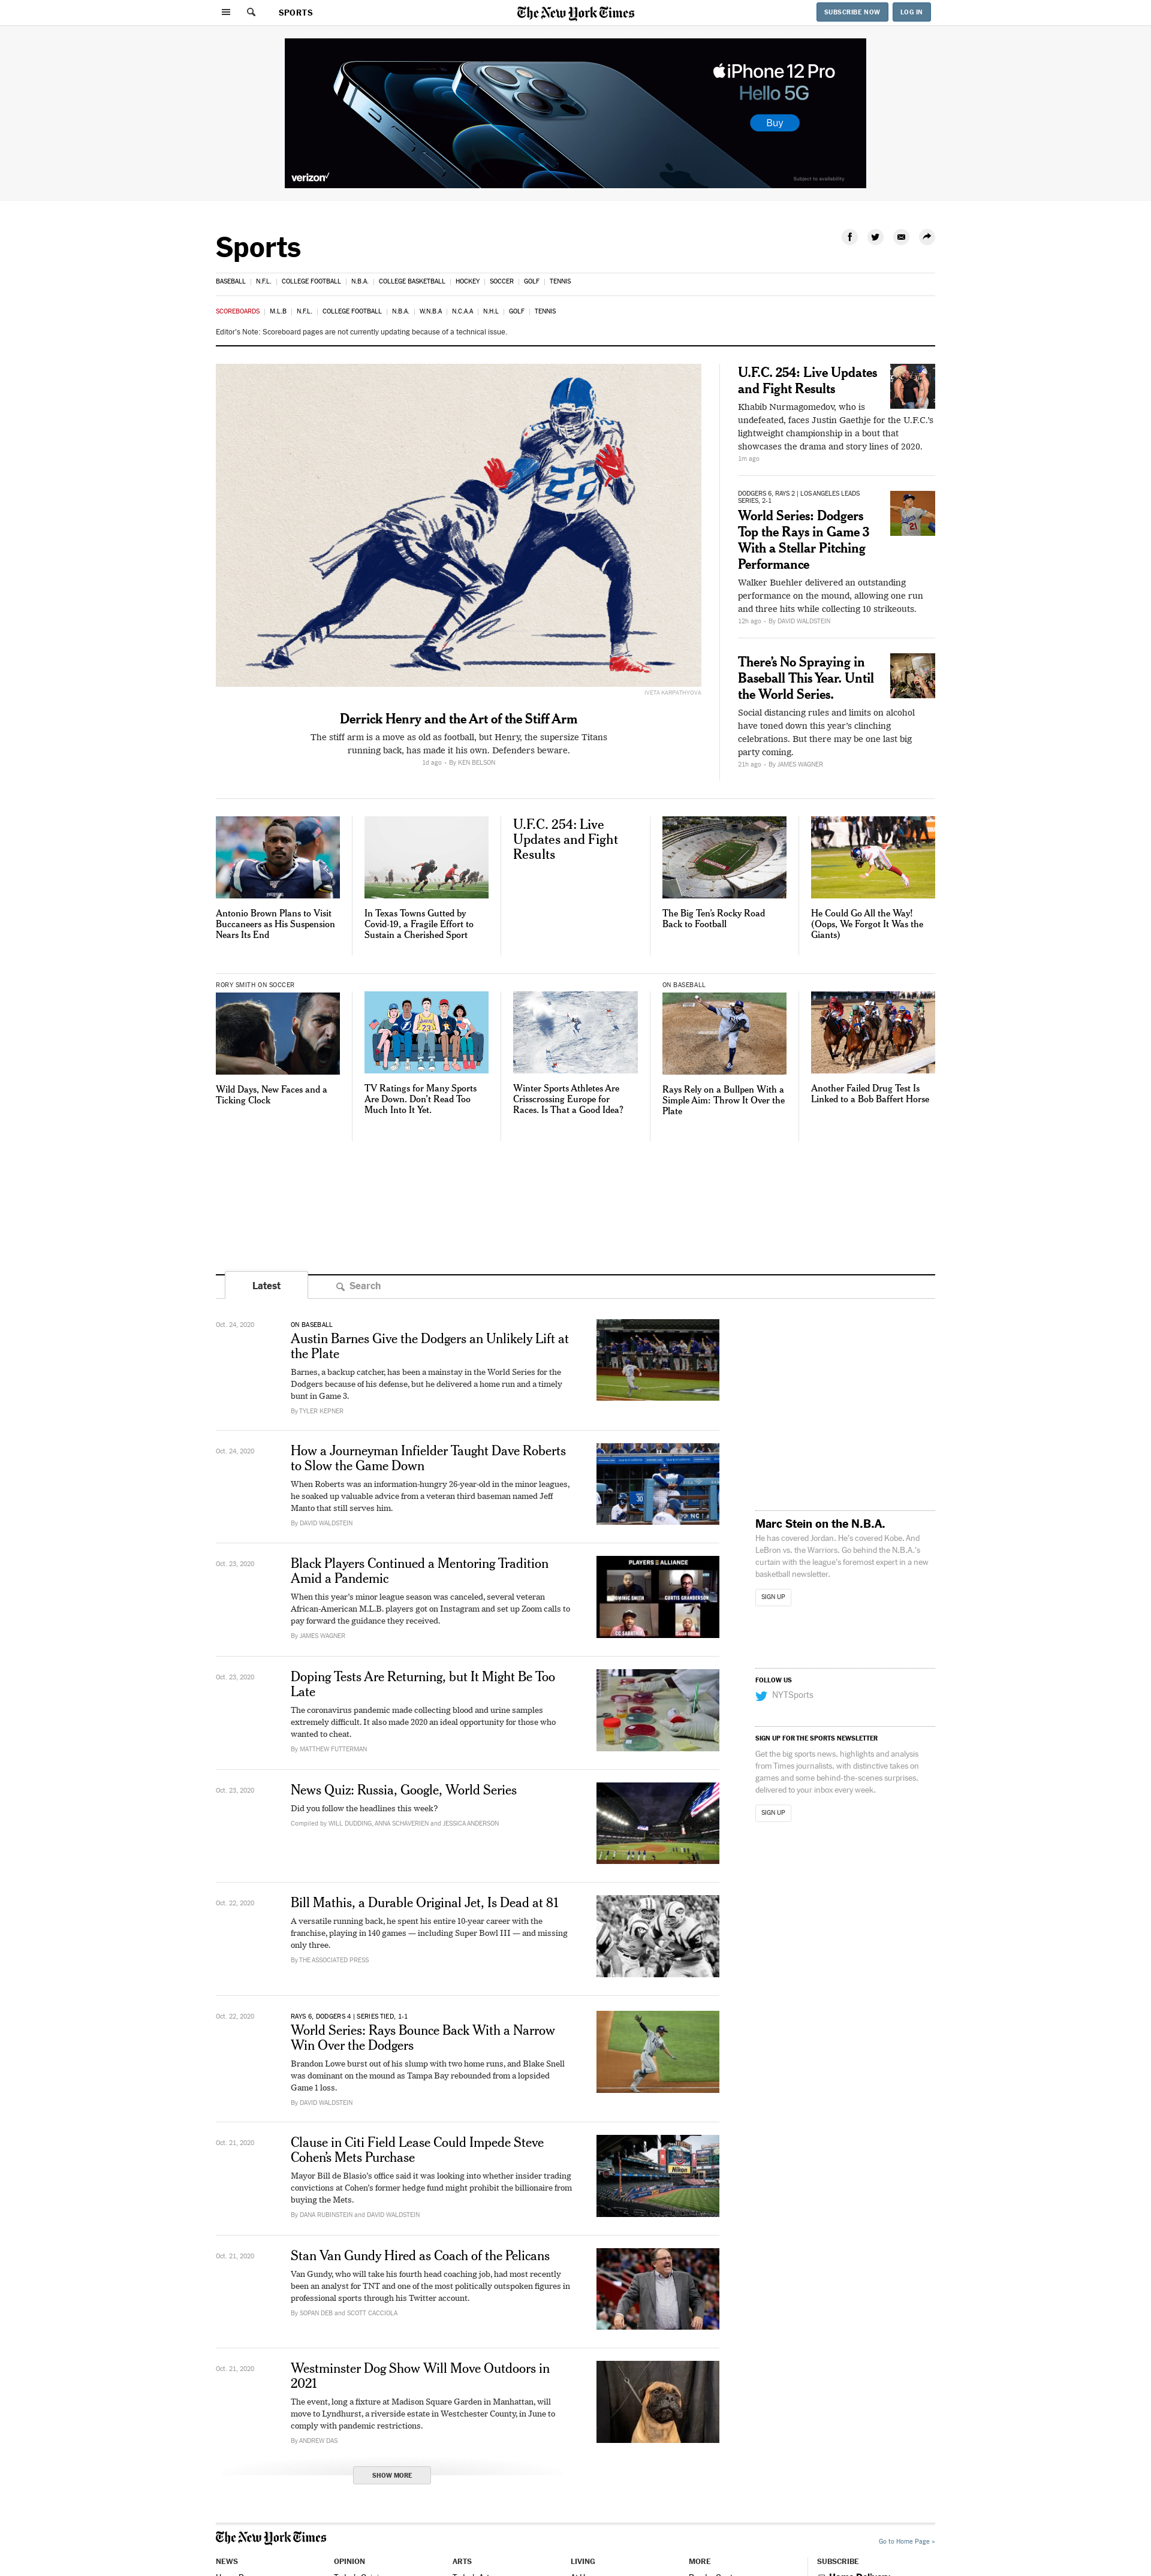 SPORTS
The New York Times
SUBSCRIBE NOW
LOG IN
iPhone 12 Pro
Hello 5G
Buy
verizon
Subject to availability
Sports
BASEBALL | N.F.L. | COLLEGE FOOTBALL | N.B.A. | COLLEGE BASKETBALL | HOCKEY | SOCCER | GOLF | TENNIS
SCOREBOARDS | M.L.B | N.F.L. | COLLEGE FOOTBALL | N.B.A. | W.N.B.A | N.C.A.A | N.H.L | GOLF | TENNIS
Editor's Note: Scoreboard pages are not currently updating because of a technical issue.
22
IVETA KARPATHYOVA
Derrick Henry and the Art of the Stiff Arm
The stiff arm is a move as old as football, but Henry, the supersize Titans
running back, has made it his own. Defenders beware.
1d ago • By KEN BELSON
U.F.C. 254: Live Updates
and Fight Results
Khabib Nurmagomedov, who is
undefeated, faces Justin Gaethje for the U.F.C.'s
lightweight championship in a bout that
showcases the drama and story lines of 2020.
1m ago
DODGERS 6, RAYS 2 | LOS ANGELES LEADS
SERIES, 2-1
World Series: Dodgers
Top the Rays in Game 3
With a Stellar Pitching
Performance
Walker Buehler delivered an outstanding
performance on the mound, allowing one run
and three hits while collecting 10 strikeouts.
12h ago • By DAVID WALDSTEIN
There's No Spraying in
Baseball This Year. Until
the World Series.
Social distancing rules and limits on alcohol
have toned down this year's clinching
celebrations. But there may be one last big
party coming.
21h ago • By JAMES WAGNER
Antonio Brown Plans to Visit
Buccaneers as His Suspension
Nears Its End
In Texas Towns Gutted by
Covid-19, a Fragile Effort to
Sustain a Cherished Sport
U.F.C. 254: Live
Updates and Fight
Results
The Big Ten's Rocky Road
Back to Football
He Could Go All the Way!
(Oops, We Forgot It Was the
Giants)
RORY SMITH ON SOCCER
Wild Days, New Faces and a
Ticking Clock
TV Ratings for Many Sports
Are Down. Don't Read Too
Much Into It Yet.
Winter Sports Athletes Are
Crisscrossing Europe for
Races. Is That a Good Idea?
ON BASEBALL
Rays Rely on a Bullpen With a
Simple Aim: Throw It Over the
Plate
Another Failed Drug Test Is
Linked to a Bob Baffert Horse
Latest
Search
Oct. 24, 2020
ON BASEBALL
Austin Barnes Give the Dodgers an Unlikely Lift at
the Plate
Barnes, a backup catcher, has been a mainstay in the World Series for the
Dodgers because of his defense, but he delivered a home run and a timely
bunt in Game 3.
By TYLER KEPNER
Oct. 24, 2020
How a Journeyman Infielder Taught Dave Roberts
to Slow the Game Down
When Roberts was an information-hungry 26-year-old in the minor leagues,
he soaked up valuable advice from a veteran third baseman named Jeff
Manto that still serves him.
By DAVID WALDSTEIN
Oct. 23, 2020
Black Players Continued a Mentoring Tradition
Amid a Pandemic
When this year's minor league season was canceled, several veteran
African-American M.L.B. players got on Instagram and set up Zoom calls to
pay forward the guidance they received.
By JAMES WAGNER
PLAYERS ALLIANCE
CURTIS GRANDERSON
Oct. 23, 2020
Doping Tests Are Returning, but It Might Be Too
Late
The coronavirus pandemic made collecting blood and urine samples
extremely difficult. It also made 2020 an ideal opportunity for those who
wanted to cheat.
By MATTHEW FUTTERMAN
Oct. 23, 2020
News Quiz: Russia, Google, World Series
Did you follow the headlines this week?
Compiled by WILL DUDDING, ANNA SCHAVERIEN and JESSICA ANDERSON
Oct. 22, 2020
Bill Mathis, a Durable Original Jet, Is Dead at 81
A versatile running back, he spent his entire 10-year career with the
franchise, playing in 140 games — including Super Bowl III — and missing
only three.
By THE ASSOCIATED PRESS
Oct. 22, 2020
RAYS 6, DODGERS 4 | SERIES TIED, 1-1
World Series: Rays Bounce Back With a Narrow
Win Over the Dodgers
Brandon Lowe burst out of his slump with two home runs, and Blake Snell
was dominant on the mound as Tampa Bay rebounded from a lopsided
Game 1 loss.
By DAVID WALDSTEIN
Oct. 21, 2020
Clause in Citi Field Lease Could Impede Steve
Cohen's Mets Purchase
Mayor Bill de Blasio's office said it was looking into whether insider trading
convictions at Cohen's former hedge fund might prohibit the billionaire from
buying the Mets.
By DANA RUBINSTEIN and DAVID WALDSTEIN
Oct. 21, 2020
Stan Van Gundy Hired as Coach of the Pelicans
Van Gundy, who will take his fourth head coaching job, had most recently
been an analyst for TNT and one of the most politically outspoken figures in
professional sports through his Twitter account.
By SOPAN DEB and SCOTT CACCIOLA
Oct. 21, 2020
Westminster Dog Show Will Move Outdoors in
2021
The event, long a fixture at Madison Square Garden in Manhattan, will
move to Lyndhurst, a riverside estate in Westchester County, in June to
comply with pandemic restrictions.
By ANDREW DAS
SHOW MORE
Marc Stein on the N.B.A.
He has covered Jordan. He's covered Kobe. And
LeBron vs. the Warriors. Go behind the N.B.A.'s
curtain with the league's foremost expert in a new
basketball newsletter.
SIGN UP
FOLLOW US
NYTSports
SIGN UP FOR THE SPORTS NEWSLETTER
Get the big sports news, highlights and analysis
from Times journalists, with distinctive takes on
games and some behind-the-scenes surprises,
delivered to your inbox every week.
SIGN UP
The New York Times
Go to Home Page »
NEWS
OPINION
ARTS
LIVING
MORE
SUBSCRIBE